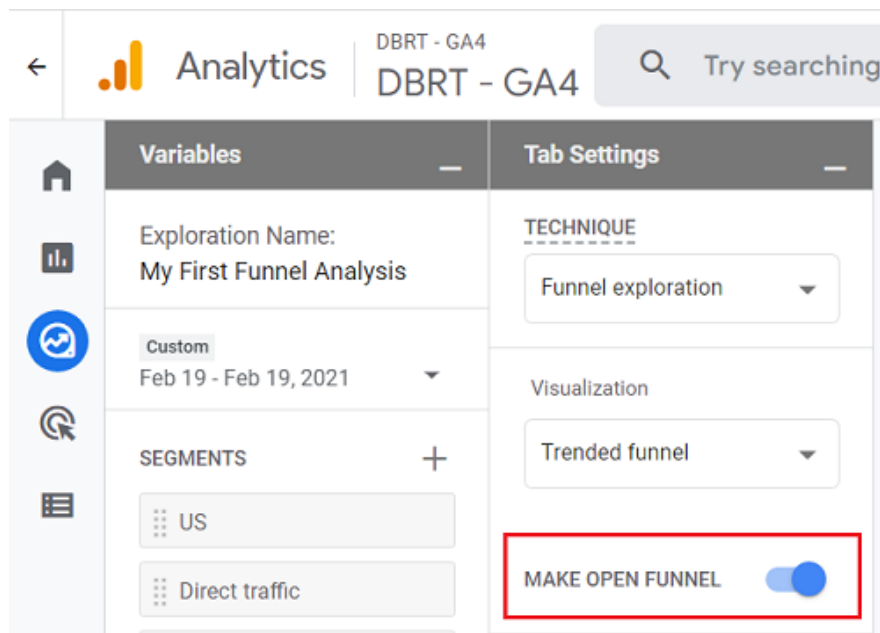 Analytics
DBRT - GA4
DBRT - GA4
Try searching
Variables
Exploration Name:
My First Funnel Analysis
Custom
Feb 19 - Feb 19, 2021
SEGMENTS
US
Direct traffic
Tab Settings
TECHNIQUE
Funnel exploration
Visualization
Trended funnel
MAKE OPEN FUNNEL